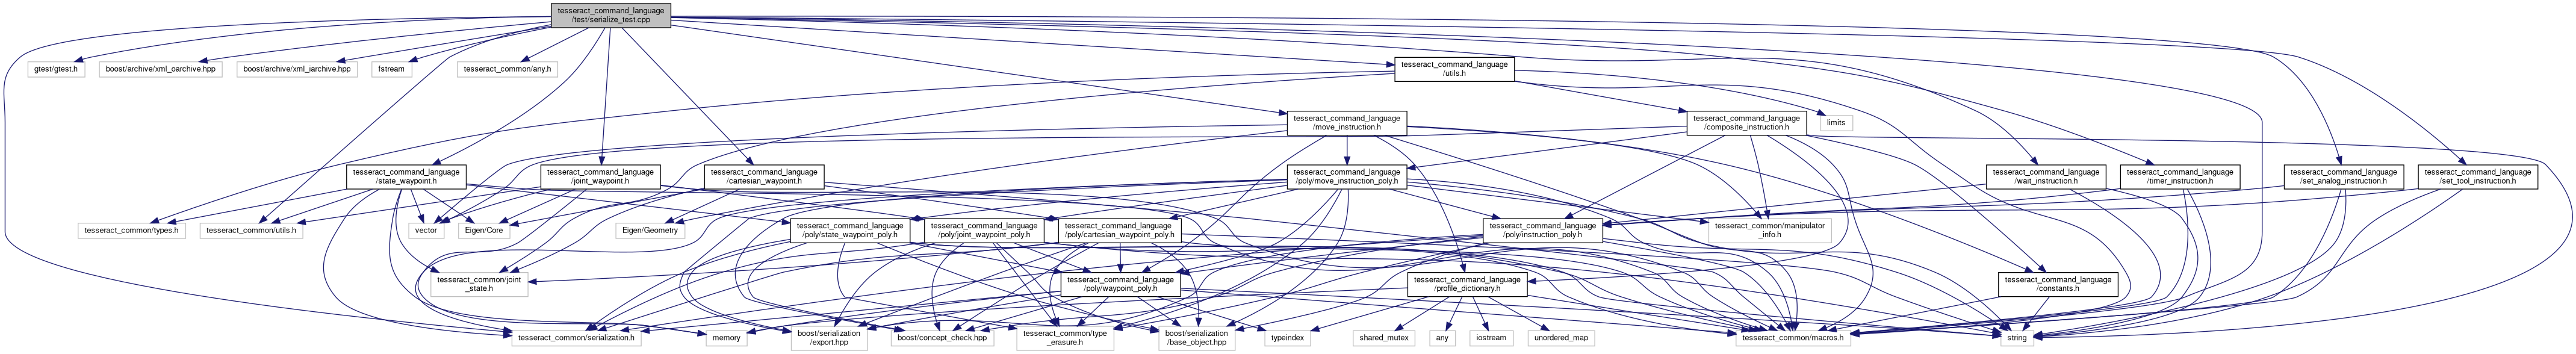 tesseract_command_language
/test/serialize_test.cpp
gtest/gtest.h
boost/archive/xml_oarchive.hpp
boost/archive/xml_iarchive.hpp
fstream
tesseract_common/any.h
tesseract_command_language
/utils.h
tesseract_command_language
/move_instruction.h
tesseract_command_language
/composite_instruction.h
limits
tesseract_command_language
/state_waypoint.h
tesseract_command_language
/joint_waypoint.h
tesseract_command_language
/cartesian_waypoint.h
tesseract_command_language
/poly/move_instruction_poly.h
tesseract_command_language
/wait_instruction.h
tesseract_command_language
/timer_instruction.h
tesseract_command_language
/set_analog_instruction.h
tesseract_command_language
/set_tool_instruction.h
tesseract_common/types.h
tesseract_common/utils.h
vector
Eigen/Core
Eigen/Geometry
tesseract_command_language
/poly/state_waypoint_poly.h
tesseract_command_language
/poly/joint_waypoint_poly.h
tesseract_command_language
/poly/cartesian_waypoint_poly.h
tesseract_command_language
/poly/instruction_poly.h
tesseract_common/manipulator
_info.h
tesseract_common/joint
_state.h
tesseract_command_language
/poly/waypoint_poly.h
tesseract_command_language
/profile_dictionary.h
tesseract_command_language
/constants.h
tesseract_common/serialization.h
memory
boost/serialization
/export.hpp
boost/concept_check.hpp
tesseract_common/type
_erasure.h
boost/serialization
/base_object.hpp
typeindex
shared_mutex
any
iostream
unordered_map
tesseract_common/macros.h
string